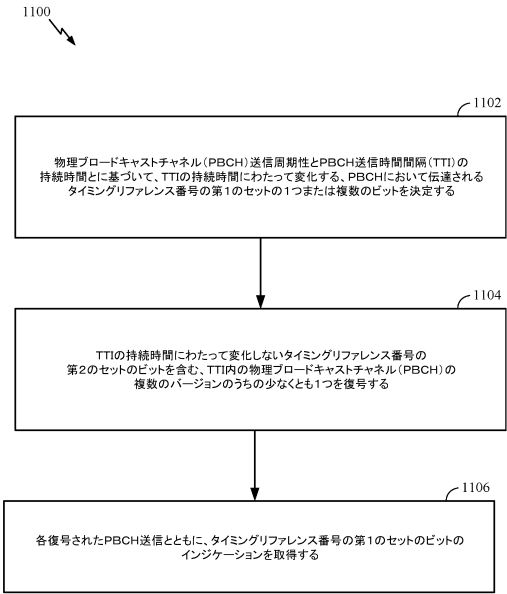 1100
1102
物理ブロードキャストチャネル(PBCH)送信周期性とPBCH送信時間間隔(TTI)の
持続時間とに基づいて、TTIの持続時間にわたって変化する、PBCHにおいて伝達される
タイミングリファレンス番号の第1のセットの1つまたは複数のビットを決定する
1104
TTIの持続時間にわたって変化しないタイミングリファレンス番号の
第2のセットのビットを含む、TTI内の物理ブロードキャストチャネル(PBCH)の
複数のバージョンのうちの少なくとも1つを復号する
1106
各復号されたPBCH送信とともに、タイミングリファレンス番号の第1のセットのビットの
インジケーションを取得する